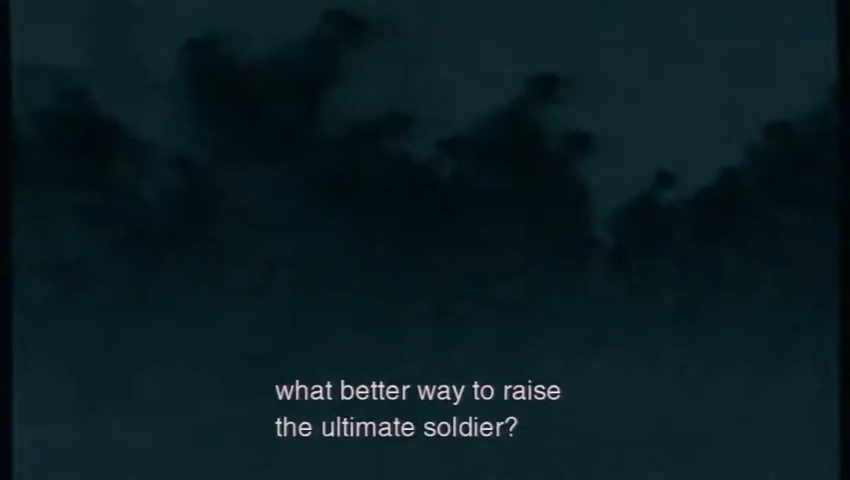 what better way to raise
the ultimate soldier?